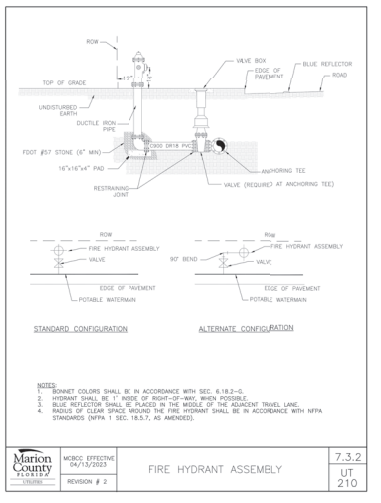 ROW
VALVE BOX
EDGE OF
PAVEMENT
BLUE REFLECTOR
ROAD
TOP OF GRADE
UNDISTURBED
EARTH
DUCTILE IRON
PIPE
C900 DR18 PVC
FDOT #57 STONE (6" MIN)
16"x16"x4" PAD
RESTRAINING
JOINT
ANCHORING TEE
VALVE (REQUIRED AT ANCHORING TEE)
ROW
FIRE HYDRANT ASSEMBLY
VALVE
EDGE OF PAVEMENT
POTABLE WATERMAIN
STANDARD CONFIGURATION
ROW
FIRE HYDRANT ASSEMBLY
90° BEND
VALVE
EDGE OF PAVEMENT
POTABLE WATERMAIN
ALTERNATE CONFIGURATION
NOTES:
1. BONNET COLORS SHALL BE IN ACCORDANCE WITH SEC. 6.18.2-G.
2. HYDRANT SHALL BE 1' INSIDE OF RIGHT-OF-WAY, WHEN POSSIBLE.
3. BLUE REFLECTOR SHALL BE PLACED IN THE MIDDLE OF THE ADJACENT TRAVEL LANE.
4. RADIUS OF CLEAR SPACE AROUND THE FIRE HYDRANT SHALL BE IN ACCORDANCE WITH NFPA
STANDARDS (NFPA 1 SEC. 18.5.7, AS AMENDED).
Marion
County
FLORIDA
UTILITIES
MCBCC EFFECTIVE
04/13/2023
REVISION # 2
FIRE HYDRANT ASSEMBLY
7.3.2
UT
210